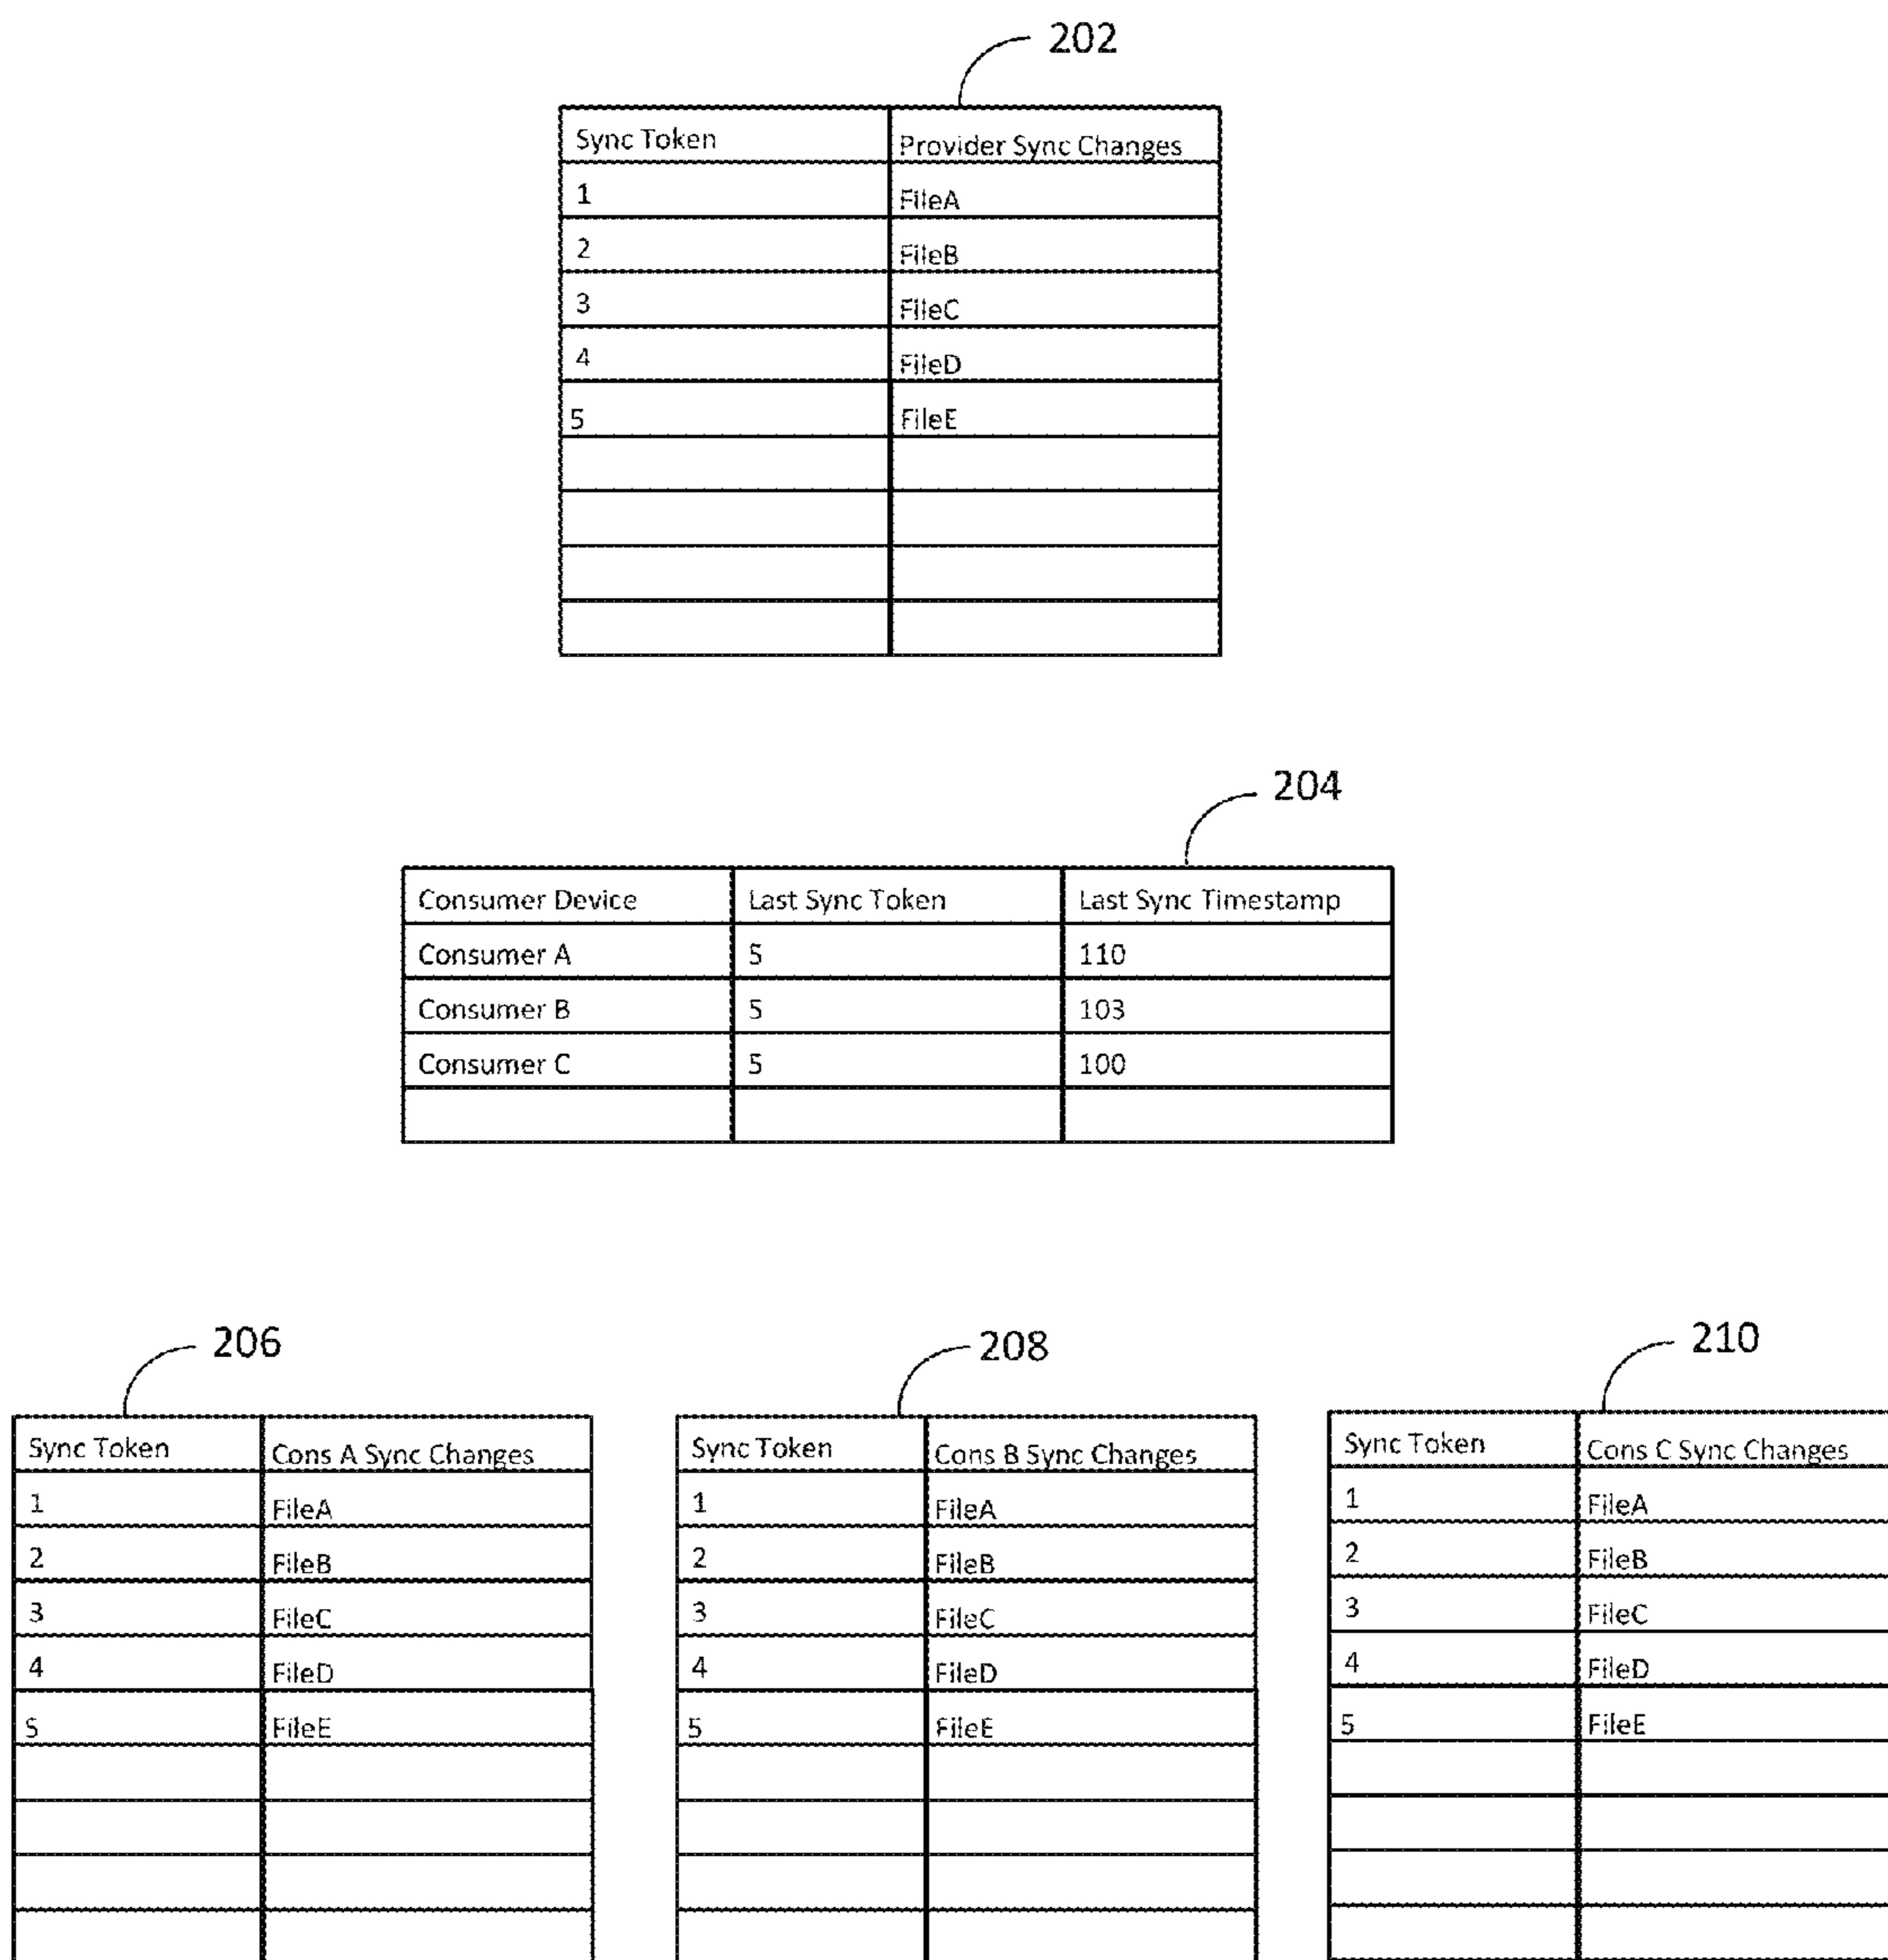 202
Sync Token Provider Sync Changes
1 FileA
2 FileB
3 FileC
4 FileD
5 FileE
204
Consumer Device Last Sync Token Last Sync Timestamp
Consumer A 5 110
Consumer B 5 103
Consumer C 5 100
206
Sync Token Cons A Sync Changes
1 FileA
2 FileB
3 FileC
4 FileD
5 FileE
208
Sync Token Cons B Sync Changes
1 FileA
2 FileB
3 FileC
4 FileD
5 FileE
210
Sync Token Cons C Sync Changes
1 FileA
2 FileB
3 FileC
4 FileD
5 FileE